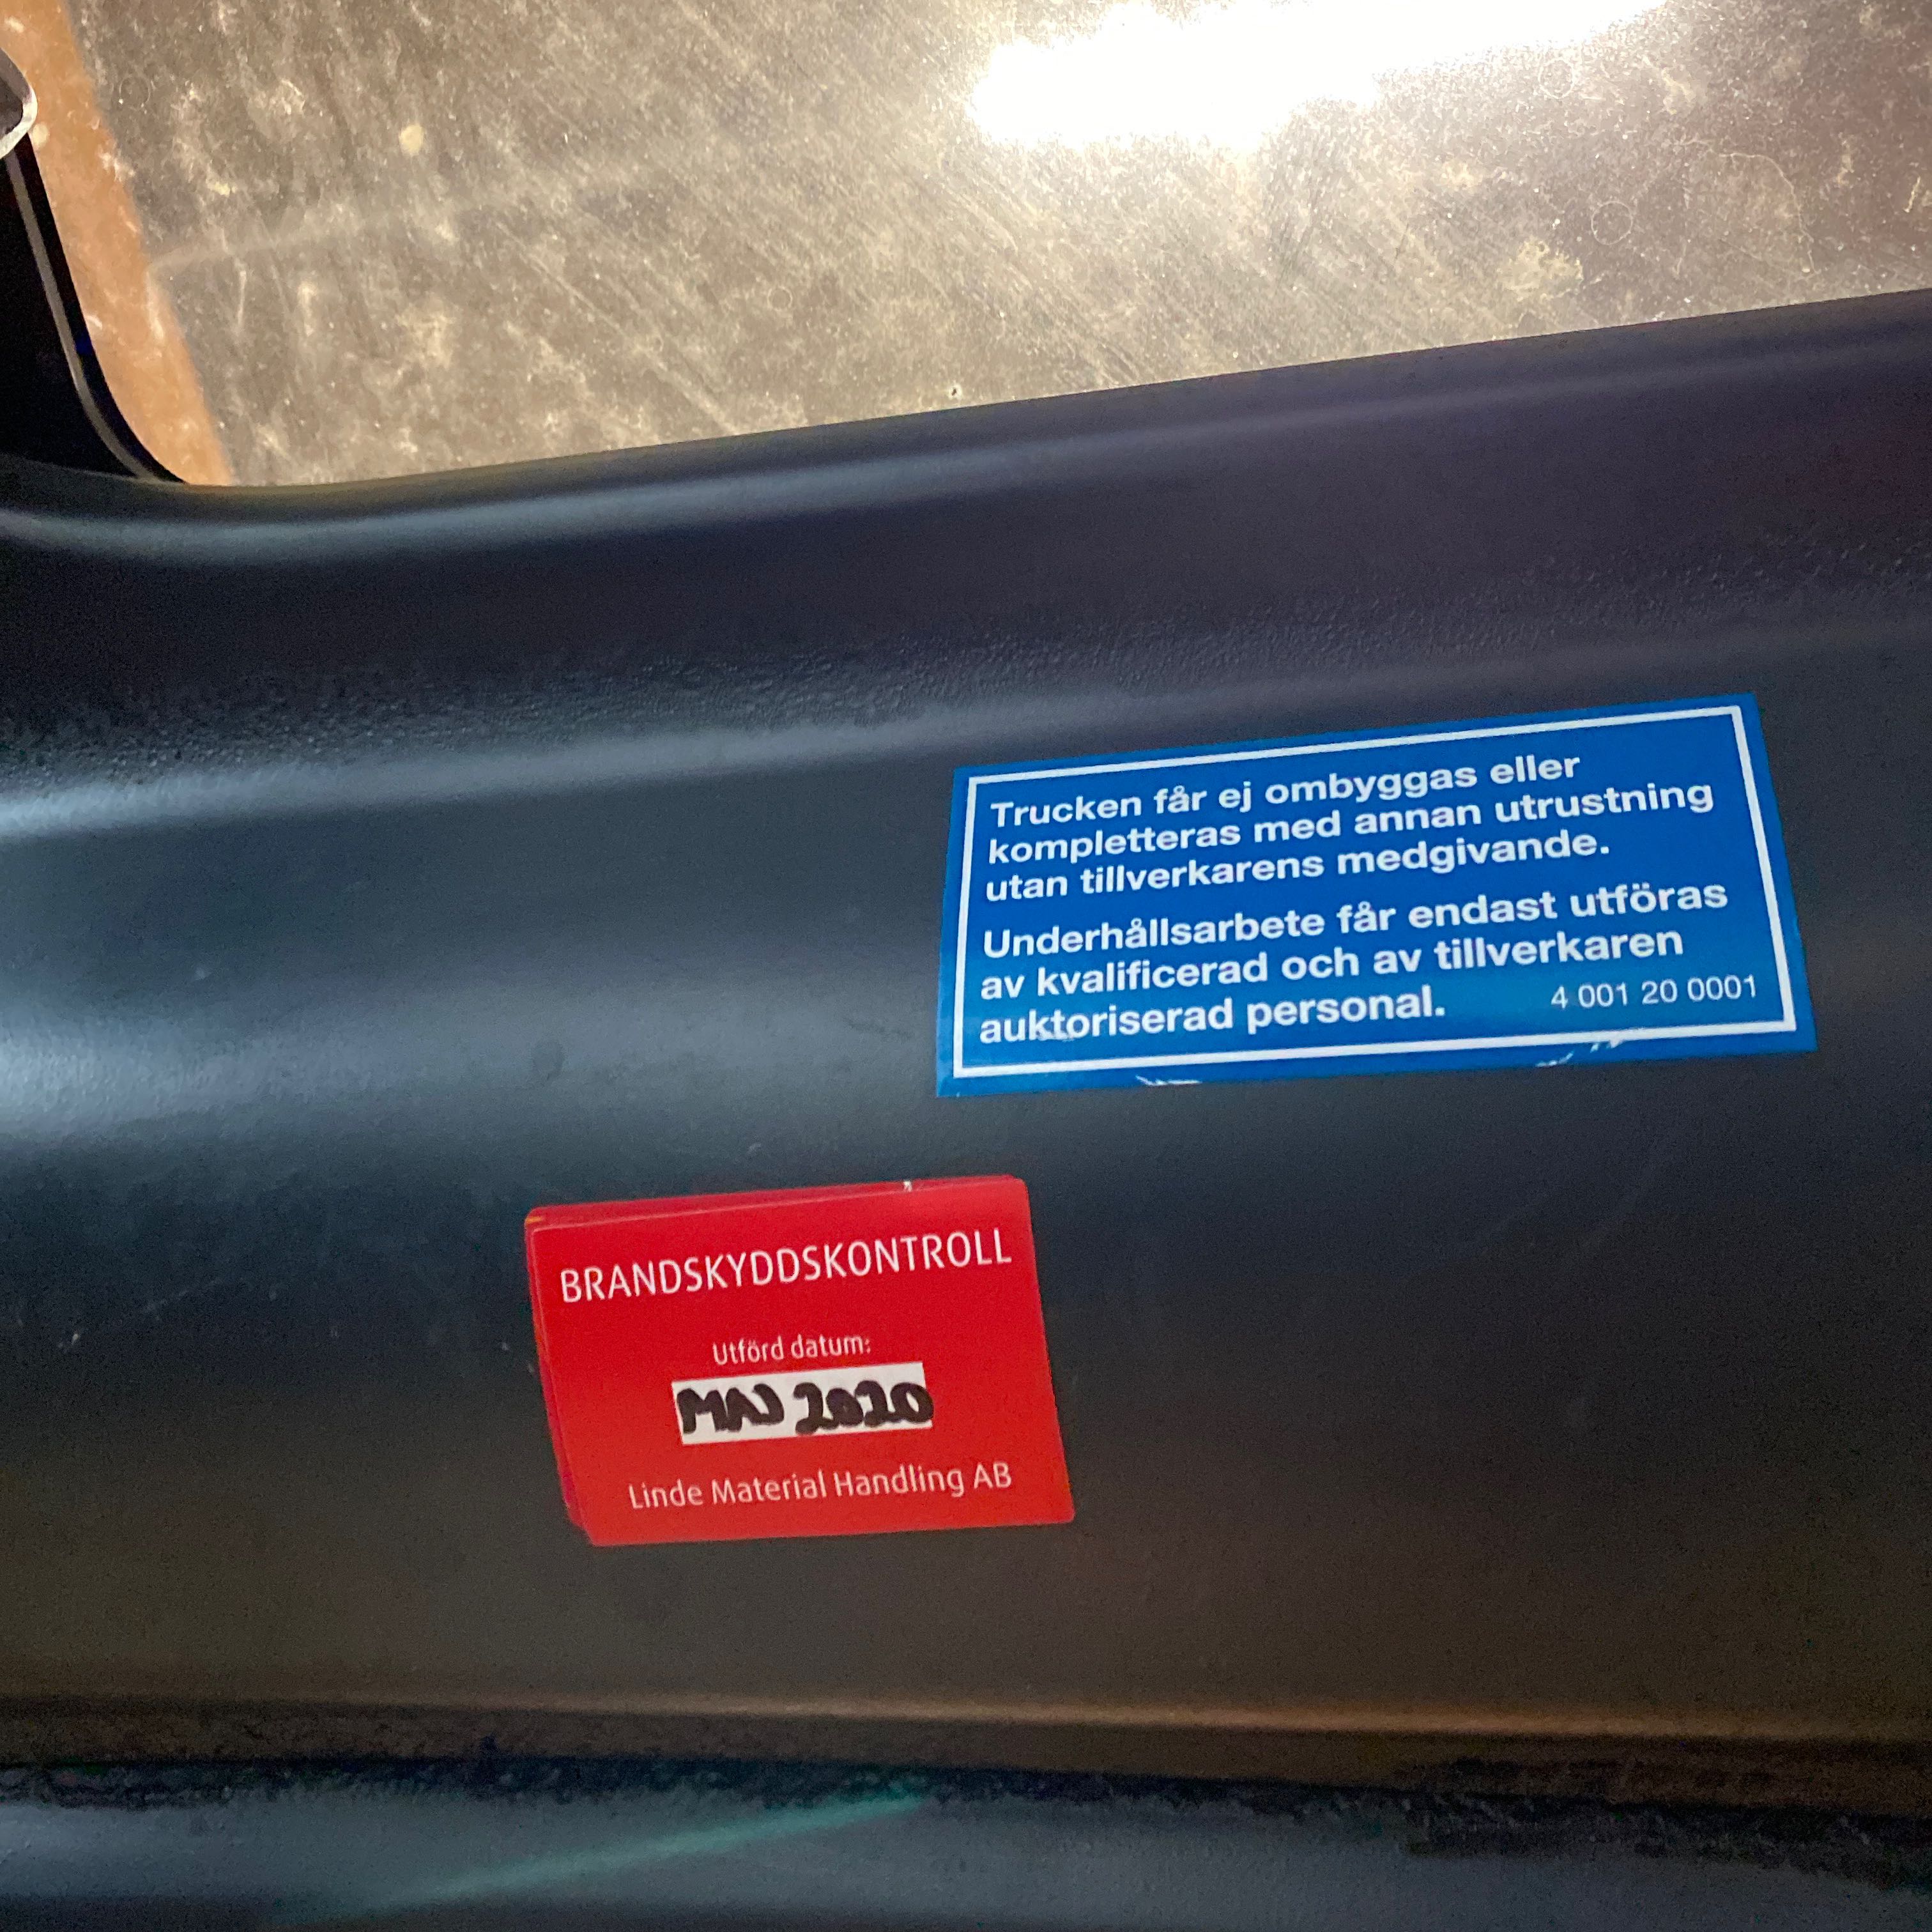 Trucken får ej ombyggas eller
kompletteras med annan utrustning
utan tillverkarens medgivande.
Underhållsarbete får endast utföras
av kvalificerad och av tillverkaren
auktoriserad personal. 4 001 20 0001
BRANDSKYDDSKONTROLL
Utförd datum:
MAJ 2020
Linde Material Handling AB